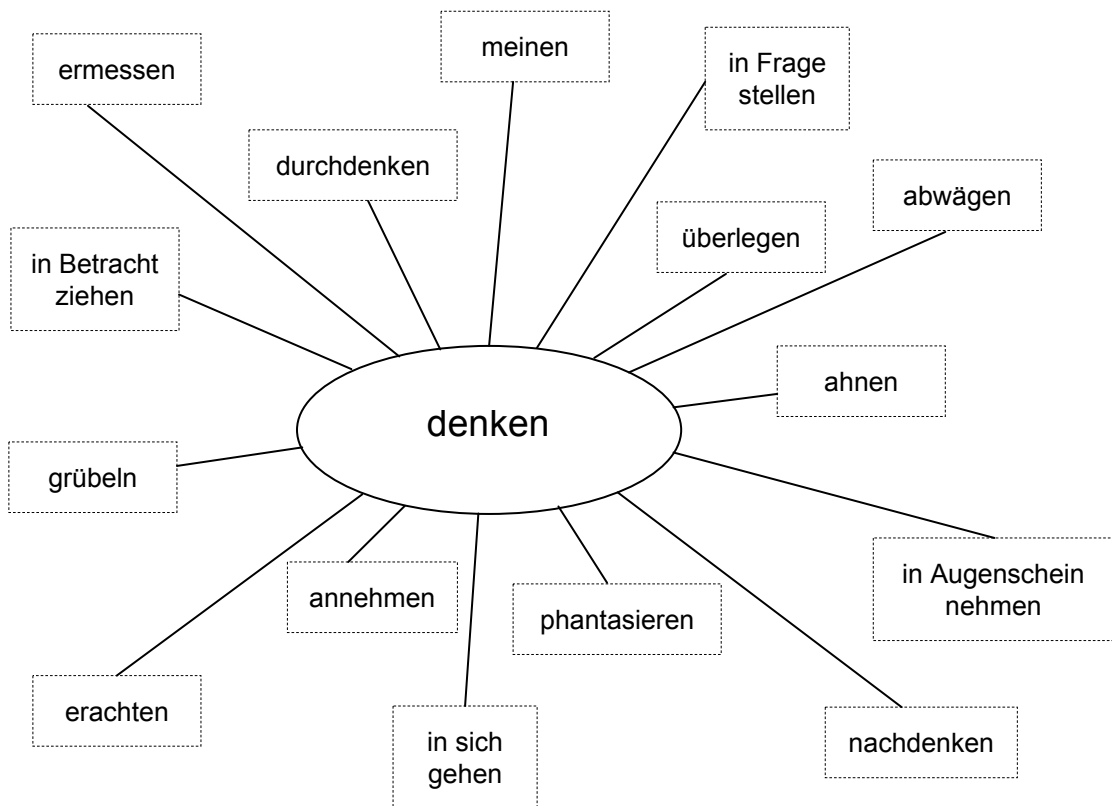 meinen
ermessen
in Frage
stellen
durchdenken
abwägen
überlegen
in Betracht
ziehen
ahnen
denken
grübeln
in Augenschein
nehmen
annehmen
phantasieren
erachten
in sich
gehen
nachdenken